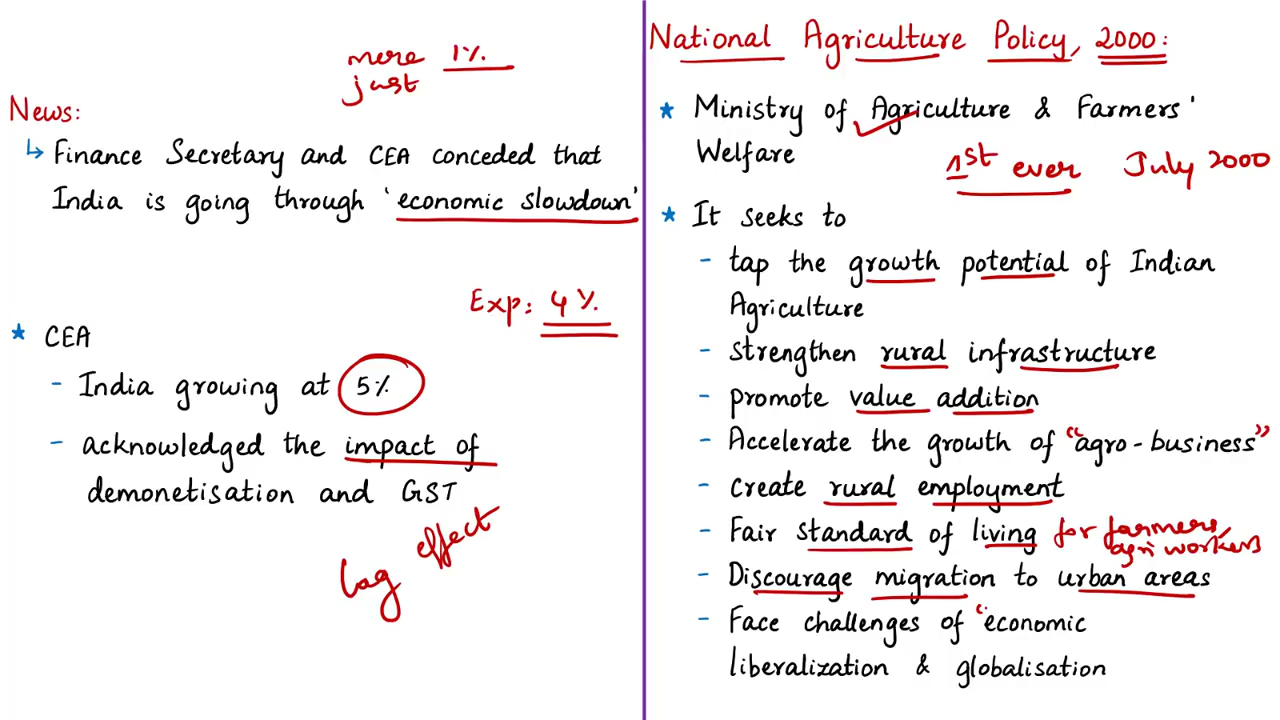 mere 1%.
just
News:
↳ Finance Secretary and CEA conceded that
India is going through ‘economic slowdown’
Exp: 4%.
* CEA
- India growing at 5%
- acknowledged the impact of
demonetisation and GST
lag effect
National Agriculture Policy, 2000:
* Ministry of Agriculture & Farmers'
Welfare
1st ever July 2000
* It seeks to
- tap the growth potential of Indian
Agriculture
- strengthen rural infrastructure
- promote value addition
- Accelerate the growth of “agro-business”
- Create rural employment
- Fair standard of living for farmers,
agri workers
- Discourage migration to urban areas
- Face challenges of “economic
liberalization & globalisation